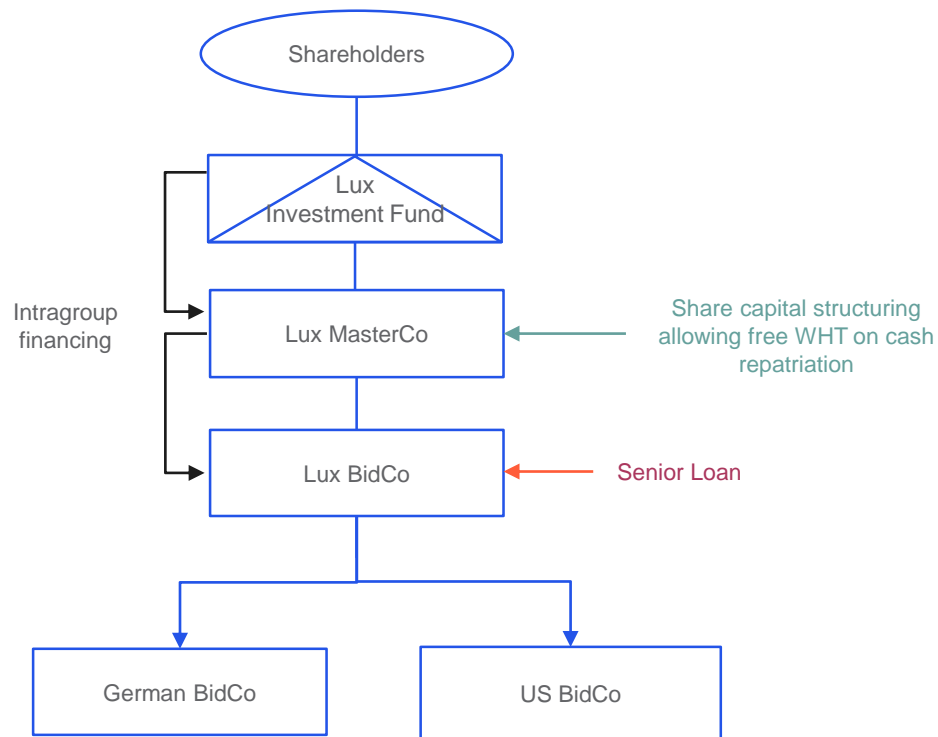 Shareholders
Lux
Investment Fund
Intragroup
financing
Lux MasterCo
Share capital structuring
allowing free WHT on cash
repatriation
Lux BidCo
Senior Loan
German BidCo
US BidCo